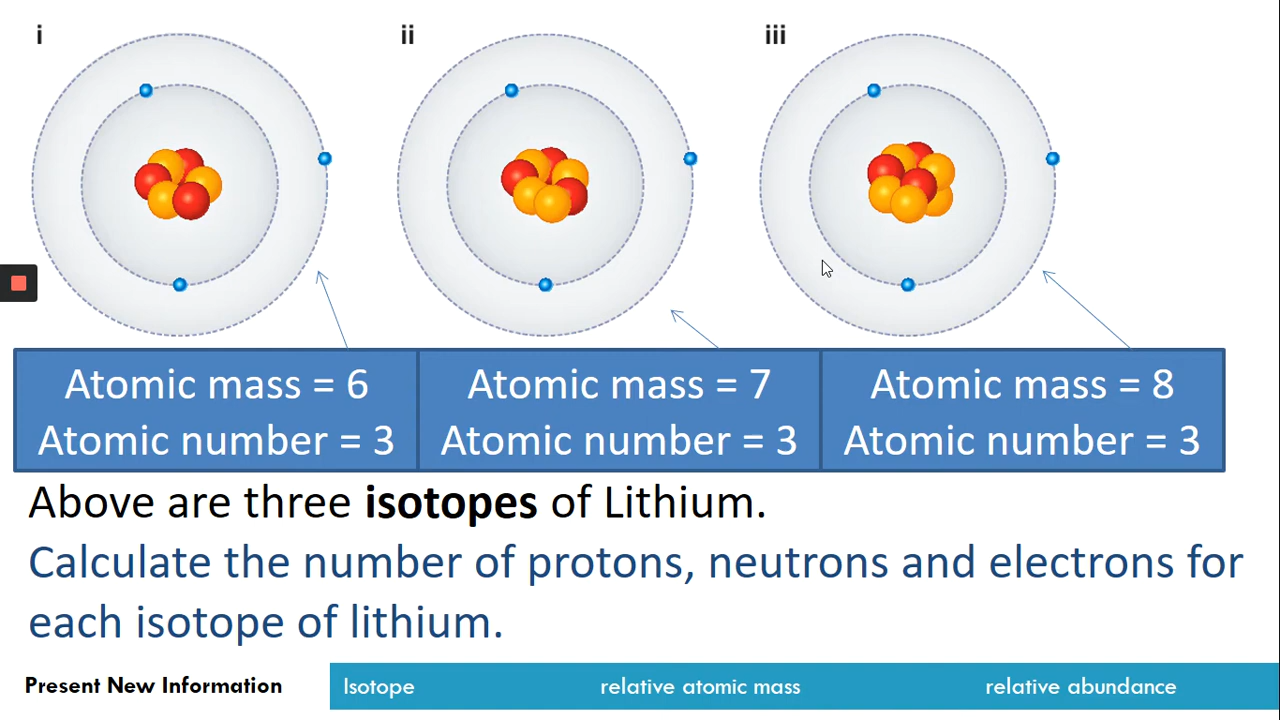 i
ii
iii
Atomic mass = 6
Atomic number = 3
Atomic mass = 7
Atomic number = 3
Atomic mass = 8
Atomic number = 3
Above are three isotopes of Lithium.
Calculate the number of protons, neutrons and electrons for
each isotope of lithium.
Present New Information
Isotope
relative atomic mass
relative abundance